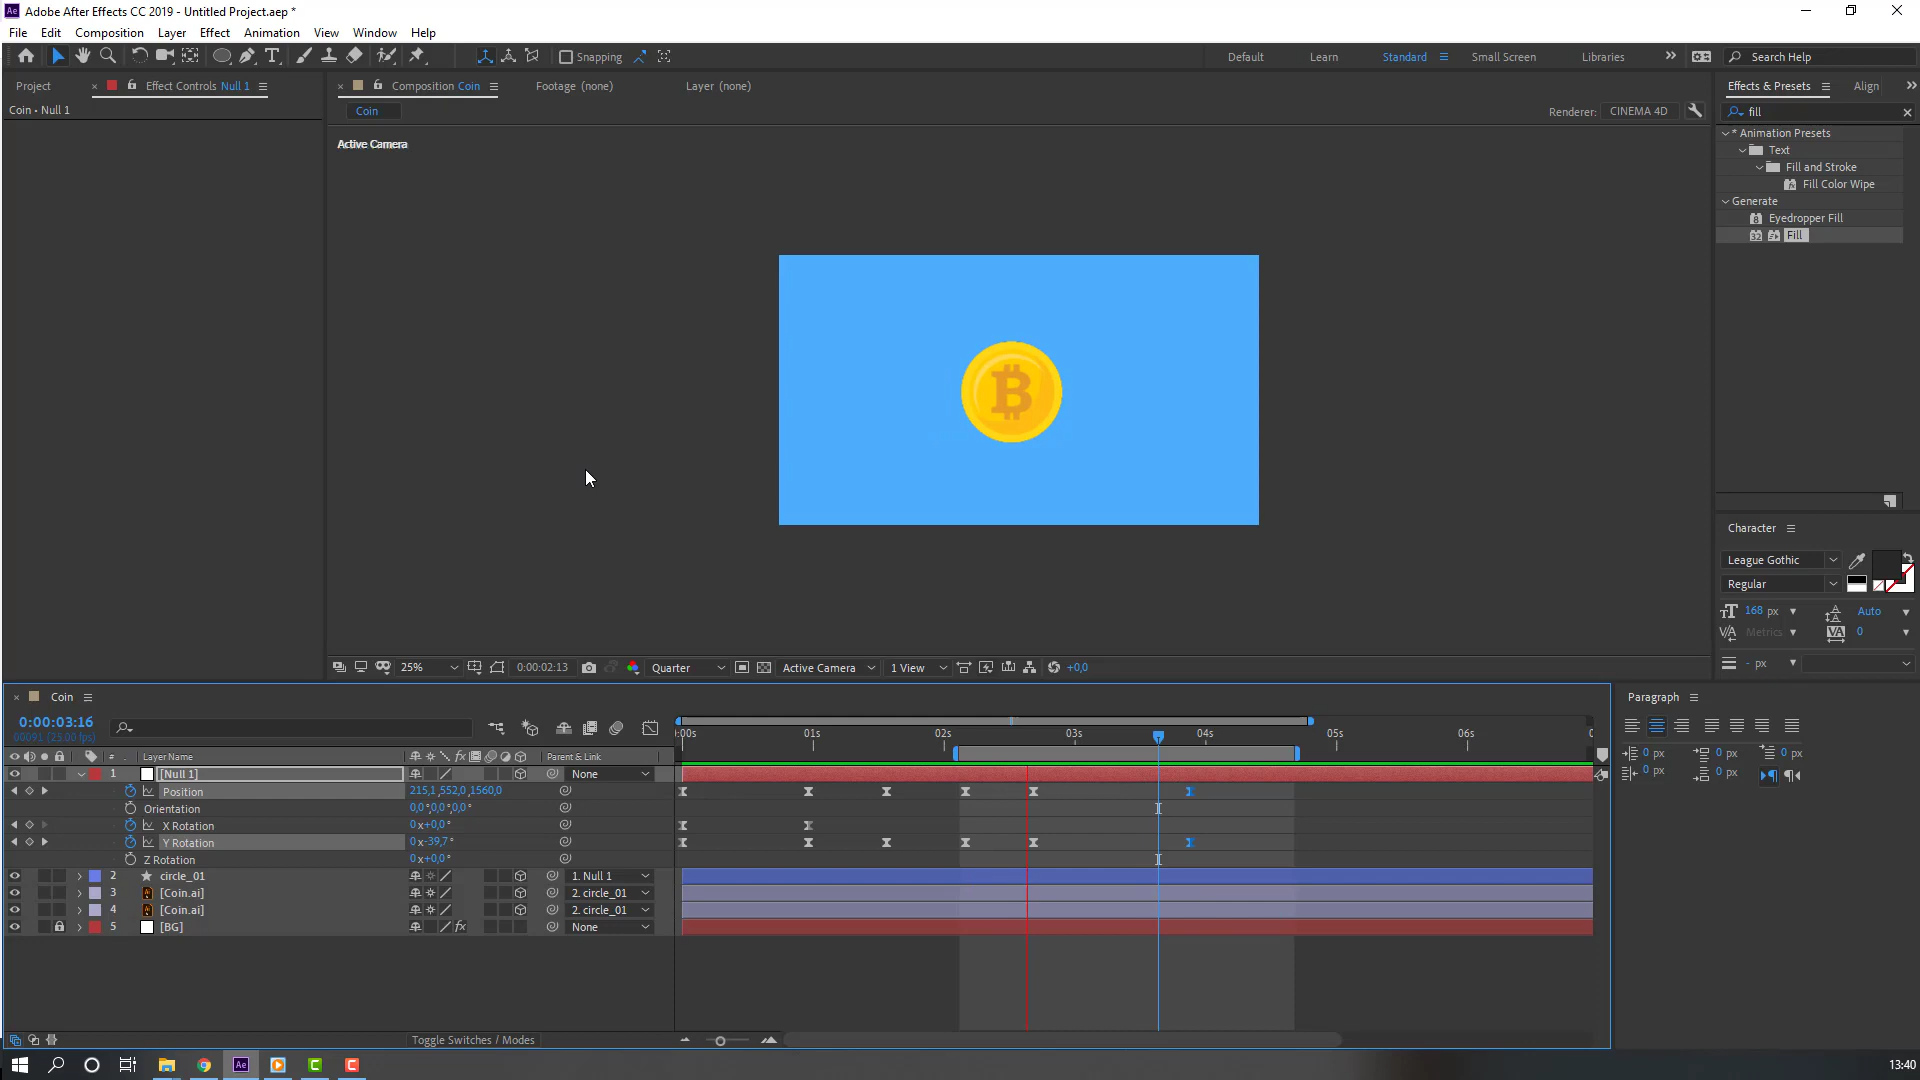 Adobe After Effects CC 2019 - Untitled Project.aep *
File Edit Composition Layer Effect Animation View Window Help
Snapping Default Learn Standard Small Screen Libraries Search Help
Project Effect Controls Null 1 Composition Coin Footage (none) Layer (none) Effects & Presets Align
Coin • Null 1
Coin
Renderer: CINEMA 4D
fill
Active Camera
* Animation Presets
Text
Fill and Stroke
Fill Color Wipe
Generate
Eyedropper Fill
Fill
Character
League Gothic
Regular
168 px Auto
Metrics 0
- px
25% 0:00:02:13 Quarter Active Camera 1 View +0,0
Coin
Paragraph
0:00:03:16
00091 (25.00 fps)
0 px 0 px 0 px
0 px 0 px
:00s 01s 02s 03s 04s 05s 06s
# Layer Name Parent & Link
1 [Null 1] None
Position 215,1,552,0,1560,0
Orientation 0,0°,0,0°,0,0°
X Rotation 0x+0,0°
Y Rotation 0x-39,7°
Z Rotation 0x+0,0°
2 circle_01 1. Null 1
3 [Coin.ai] 2. circle_01
4 [Coin.ai] 2. circle_01
5 [BG] None
Toggle Switches / Modes
13:40